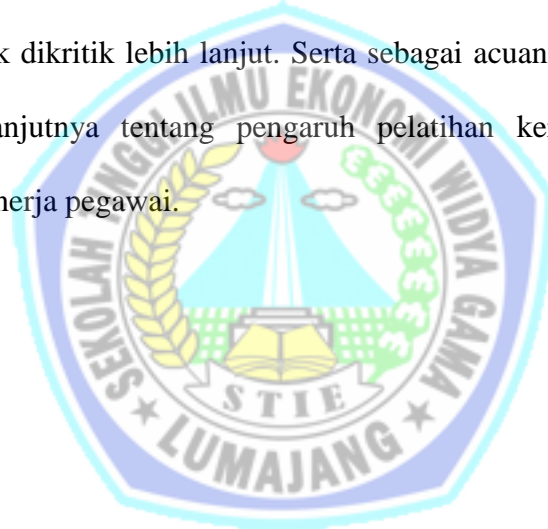 k dikritik lebih lanjut. Serta sebagai acuan
anjutnya tentang pengaruh pelatihan ke
nerja pegawai.
SEKOLAH TINGGI ILMU EKONOMI WIDYA GAMA
STIE
LUMAJANG